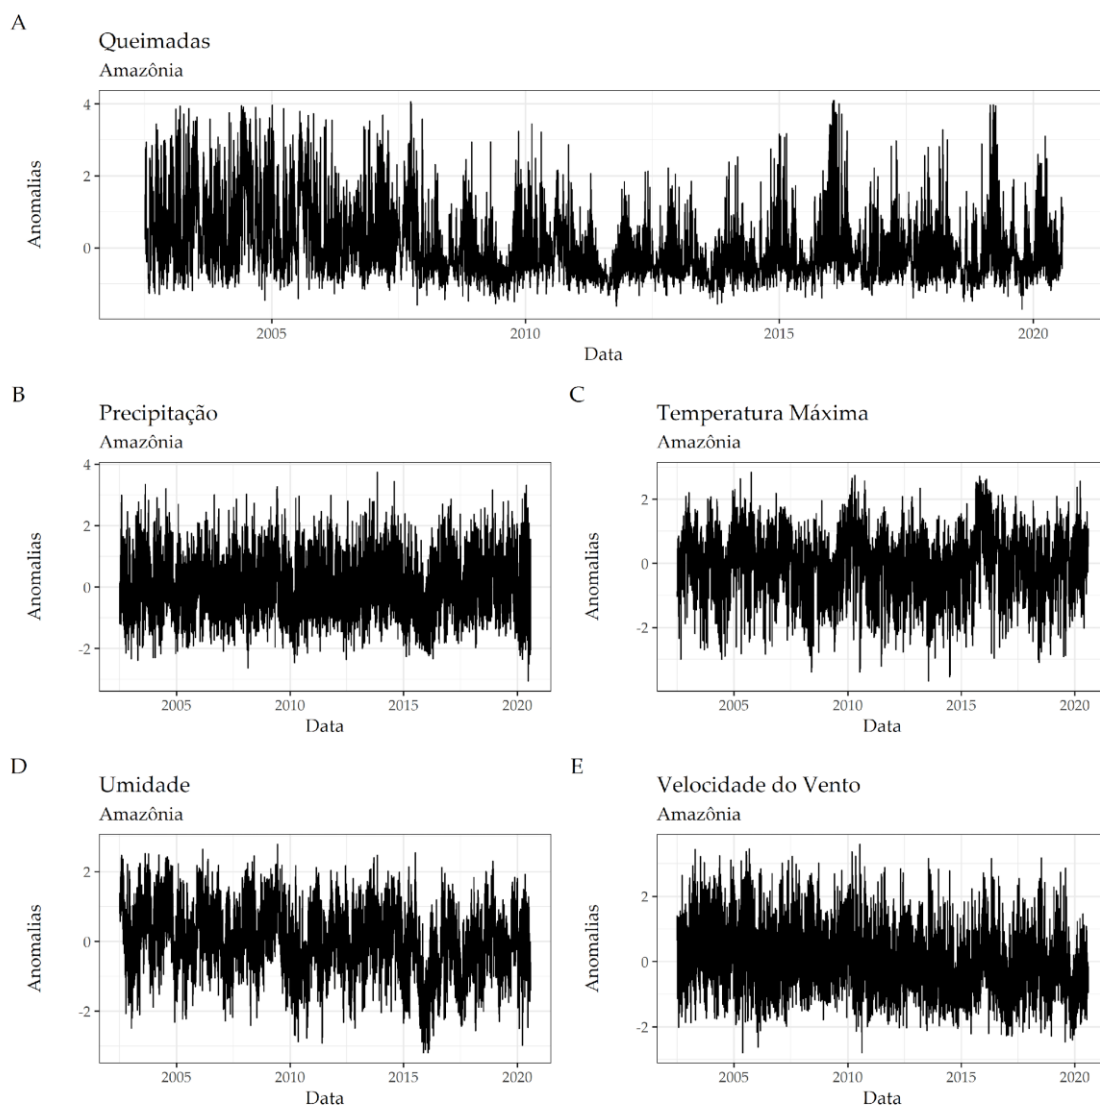 A
Queimadas
Amazônia
4
2
0
Anomalias
2005
2010
2015
2020
Data
B
Precipitação
Amazônia
4
2
0
-2
Anomalias
2005
2010
2015
2020
Data
C
Temperatura Máxima
Amazônia
2
0
-2
Anomalias
2005
2010
2015
2020
Data
D
Umidade
Amazônia
2
0
-2
Anomalias
2005
2010
2015
2020
Data
E
Velocidade do Vento
Amazônia
2
0
-2
Anomalias
2005
2010
2015
2020
Data